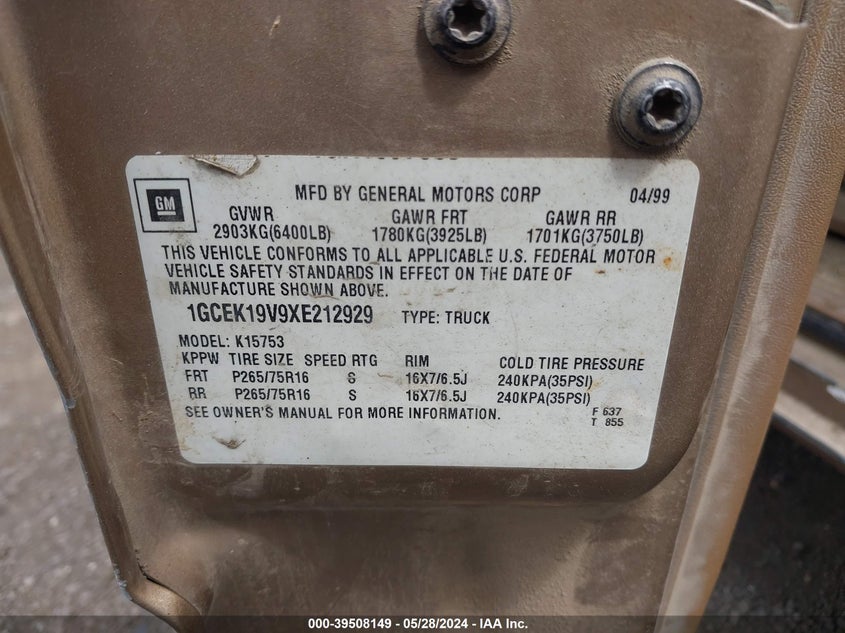 GM
MFD BY GENERAL MOTORS CORP 04/99
GVWR GAWR FRT GAWR RR
2903KG(6400LB) 1780KG(3925LB) 1701KG(3750LB)
THIS VEHICLE CONFORMS TO ALL APPLICABLE U.S. FEDERAL MOTOR
VEHICLE SAFETY STANDARDS IN EFFECT ON THE DATE OF
MANUFACTURE SHOWN ABOVE.
1GCEK19V9XE212929 TYPE: TRUCK
MODEL: K15753
KPPW TIRE SIZE SPEED RTG RIM COLD TIRE PRESSURE
FRT P265/75R16 S 16X7/6.5J 240KPA(35PSI)
RR P265/75R16 S 16X7/6.5J 240KPA(35PSI)
SEE OWNER'S MANUAL FOR MORE INFORMATION.
F 637
T 855
000-39508149 - 05/28/2024 - IAA Inc.